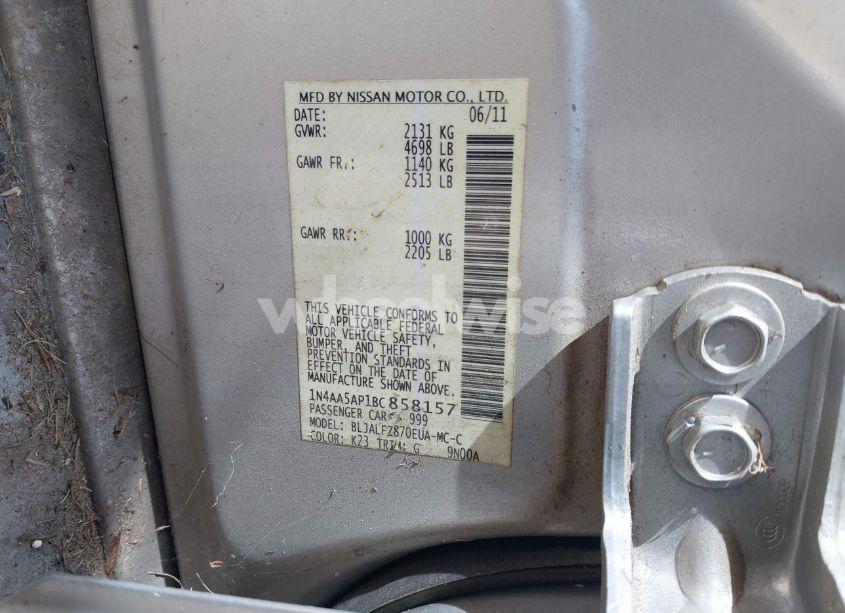 MFD BY NISSAN MOTOR CO., LTD.
DATE: 06/11
GVWR: 2131 KG
4698 LB
GAWR FR.: 1140 KG
2513 LB
GAWR RR.: 1000 KG
2205 LB
THIS VEHICLE CONFORMS TO
ALL APPLICABLE FEDERAL
MOTOR VEHICLE SAFETY,
BUMPER, AND THEFT
PREVENTION STANDARDS IN
EFFECT ON THE DATE OF
MANUFACTURE SHOWN ABOVE.
1N4AA5AP1BC858157
PASSENGER CAR 999
MODEL: BLJALFZ870EUA-MC-C
COLOR: K23 TRIM: G 9N00A
wheelwise